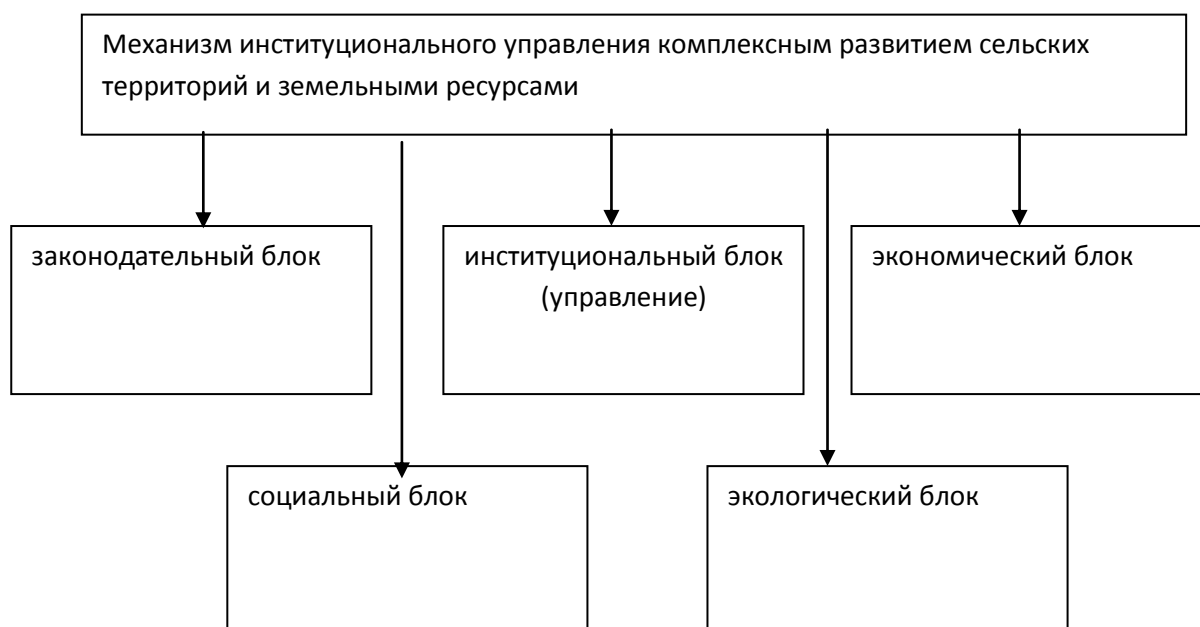 Механизм институционального управления комплексным развитием сельских
территорий и земельными ресурсами
законодательный блок
институциональный блок
(управление)
экономический блок
социальный блок
экологический блок